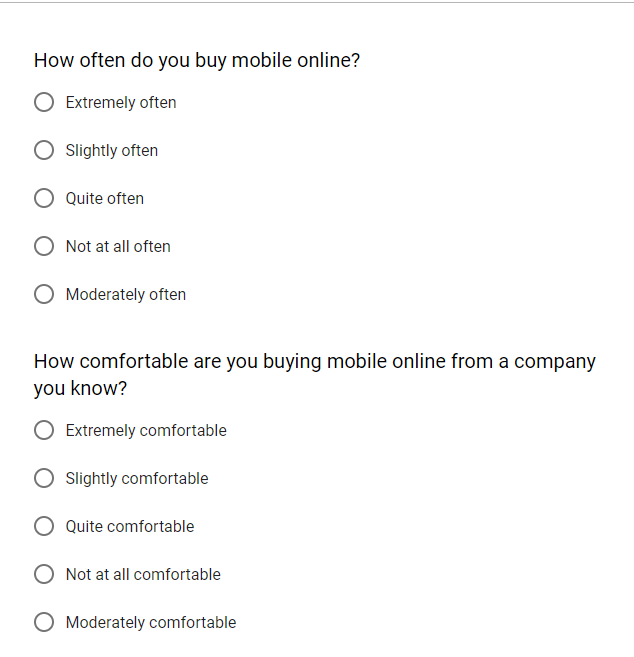 How often do you buy mobile online?
Extremely often
Slightly often
Quite often
Not at all often
Moderately often
How comfortable are you buying mobile online from a company
you know?
Extremely comfortable
Slightly comfortable
Quite comfortable
Not at all comfortable
Moderately comfortable